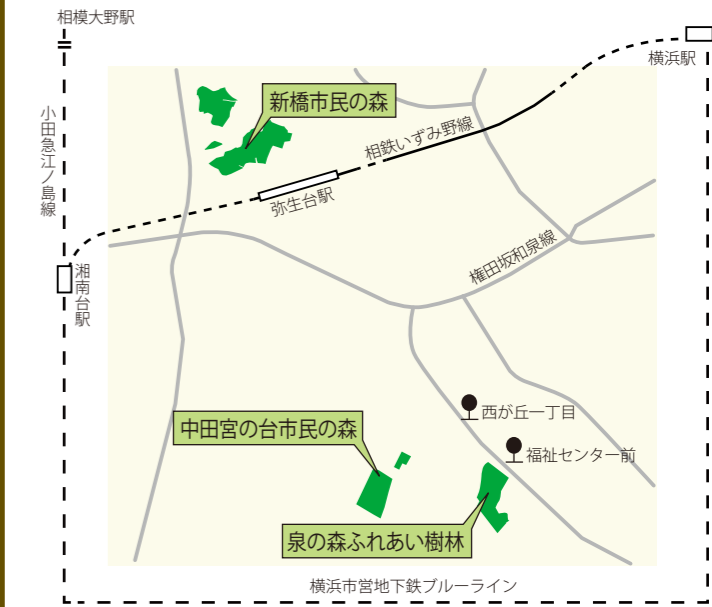 相模大野駅
横浜駅
新橋市民の森
小田急江ノ島線
相鉄いずみ野線
弥生台駅
権田坂和泉線
湘南台駅
西が丘一丁目
中田宮の台市民の森
福祉センター前
泉の森ふれあい樹林
横浜市営地下鉄ブルーライン